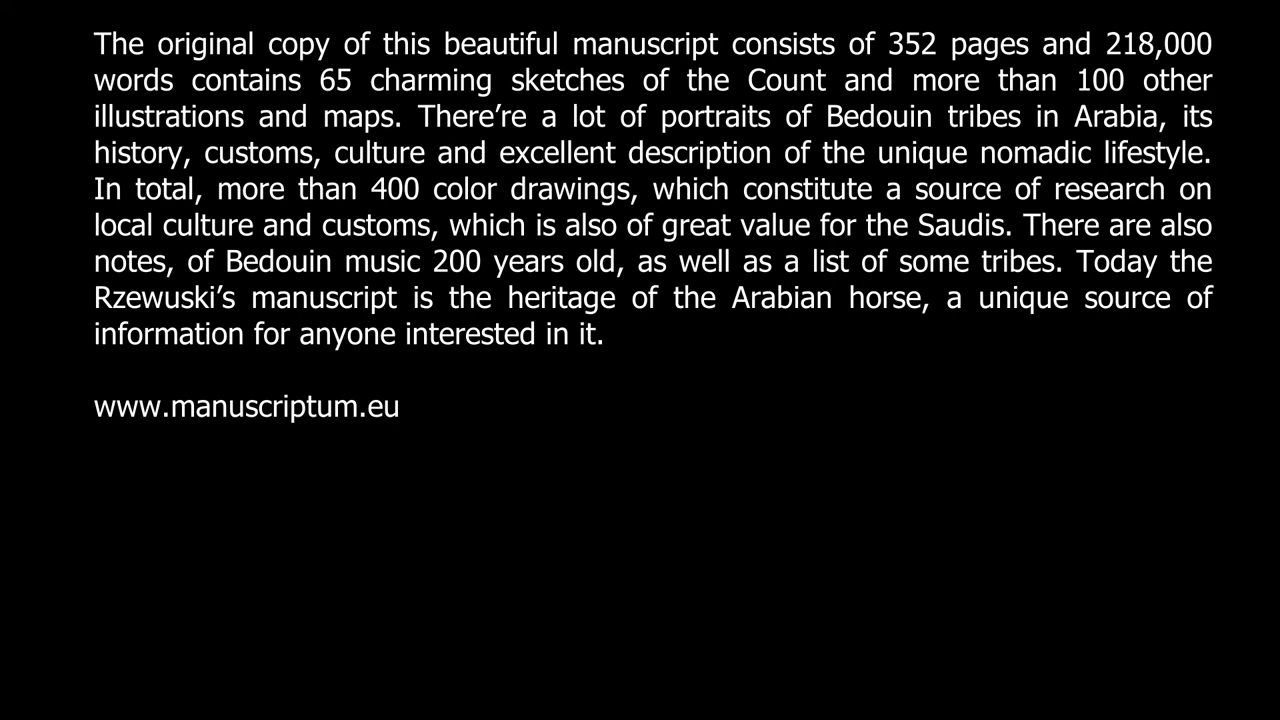 The original copy of this beautiful manuscript consists of 352 pages and 218,000
words contains 65 charming sketches of the Count and more than 100 other
illustrations and maps. There’re a lot of portraits of Bedouin tribes in Arabia, its
history, customs, culture and excellent description of the unique nomadic lifestyle.
In total, more than 400 color drawings, which constitute a source of research on
local culture and customs, which is also of great value for the Saudis. There are also
notes, of Bedouin music 200 years old, as well as a list of some tribes. Today the
Rzewuski’s manuscript is the heritage of the Arabian horse, a unique source of
information for anyone interested in it.
www.manuscriptum.eu